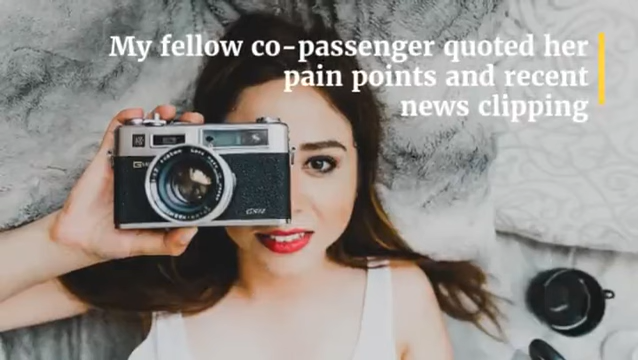 My fellow co-passenger quoted her
pain points and recent
news clipping